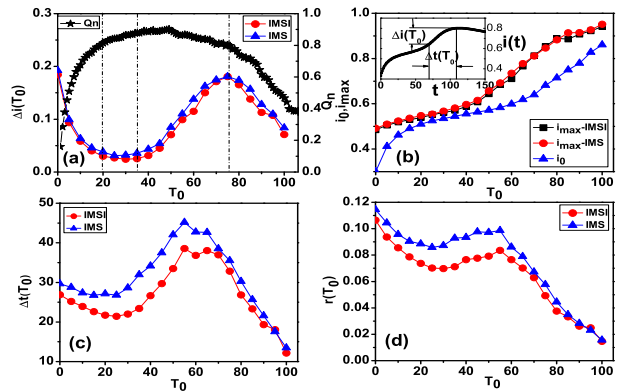 0.3
Qn
IMSI
IMS
1.0
0.2
0.8
0.6
0.1
0.4
0.2
0.0
0.0
0 20 40 60 80 100
Δi(T0)
Qn
T0
(a)
1.0
0.8
0.6
0.4
0 20 40 60 80 100
i0,imax
T0
(b)
Δi(T0)
Δt(T0)
i(t)
0.8
0.6
0.4
0 50 100 150
t
imax-IMSI
imax-IMS
i0
60
50
40
30
20
10
0 20 40 60 80 100
Δt(T0)
T0
(c)
IMSI
IMS
0.12
0.08
0.04
0.00
0 20 40 60 80 100
r(T0)
T0
(d)
IMSI
IMS